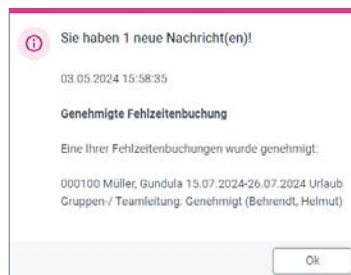 Sie haben 1 neue Nachricht(en)!
03.05.2024 15:58:35
Genehmigte Fehlzeitenbuchung
Eine Ihrer Fehlzeitenbuchungen wurde genehmigt:
000100 Müller, Gundula 15.07.2024-26.07.2024 Urlaub
Gruppen-/ Teamleitung: Genehmigt (Behrendt, Helmut)
Ok